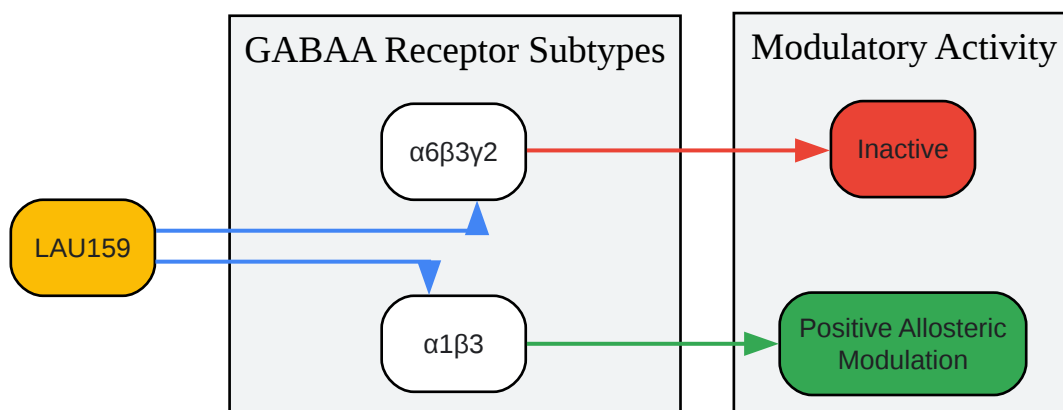 GABAA Receptor Subtypes
Modulatory Activity
α6β3γ2
Inactive
LAU159
α1β3
Positive Allosteric
Modulation